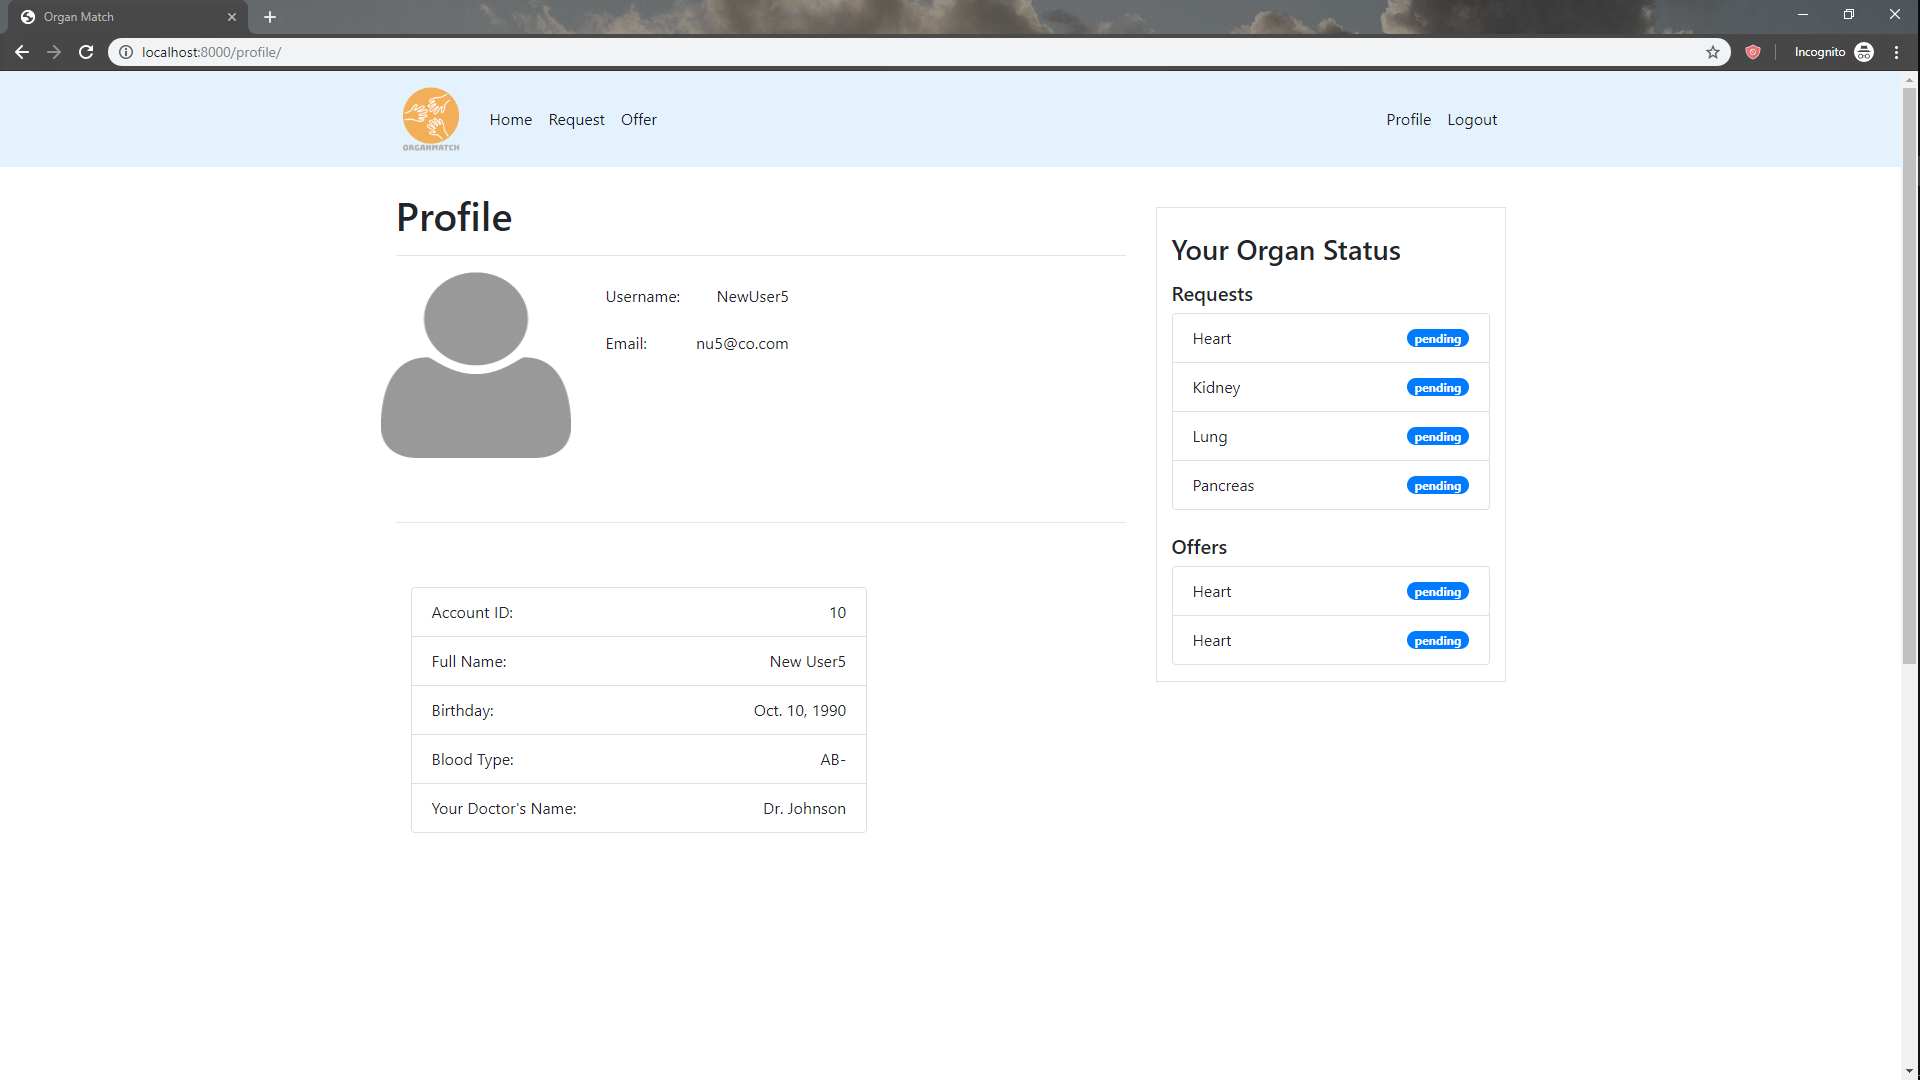 Organ Match
localhost:8000/profile/
Incognito
ORGANMATCH
Home Request Offer Profile Logout
Profile
Username: NewUser5
Email: nu5@co.com
Account ID: 10
Full Name: New User5
Birthday: Oct. 10, 1990
Blood Type: AB-
Your Doctor's Name: Dr. Johnson
Your Organ Status
Requests
Heart pending
Kidney pending
Lung pending
Pancreas pending
Offers
Heart pending
Heart pending